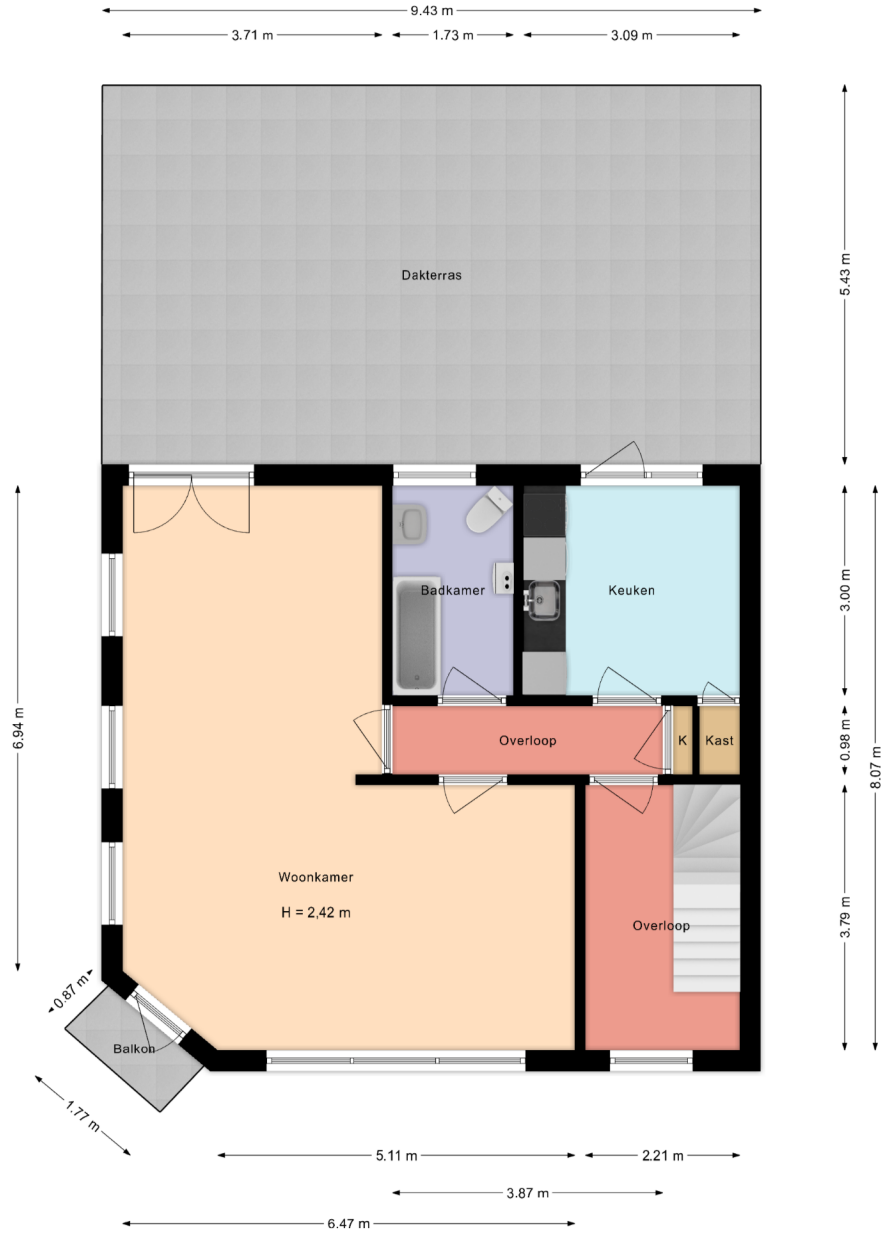 9.43 m
3.71 m
1.73 m
3.09 m
5.43 m
Dakterras
Badkamer
Keuken
3.00 m
6.94 m
Overloop
K
Kast
0.98 m
8.07 m
Woonkamer
H = 2,42 m
Overloop
3.79 m
0.87 m
Balkon
1.77 m
5.11 m
2.21 m
3.87 m
6.47 m